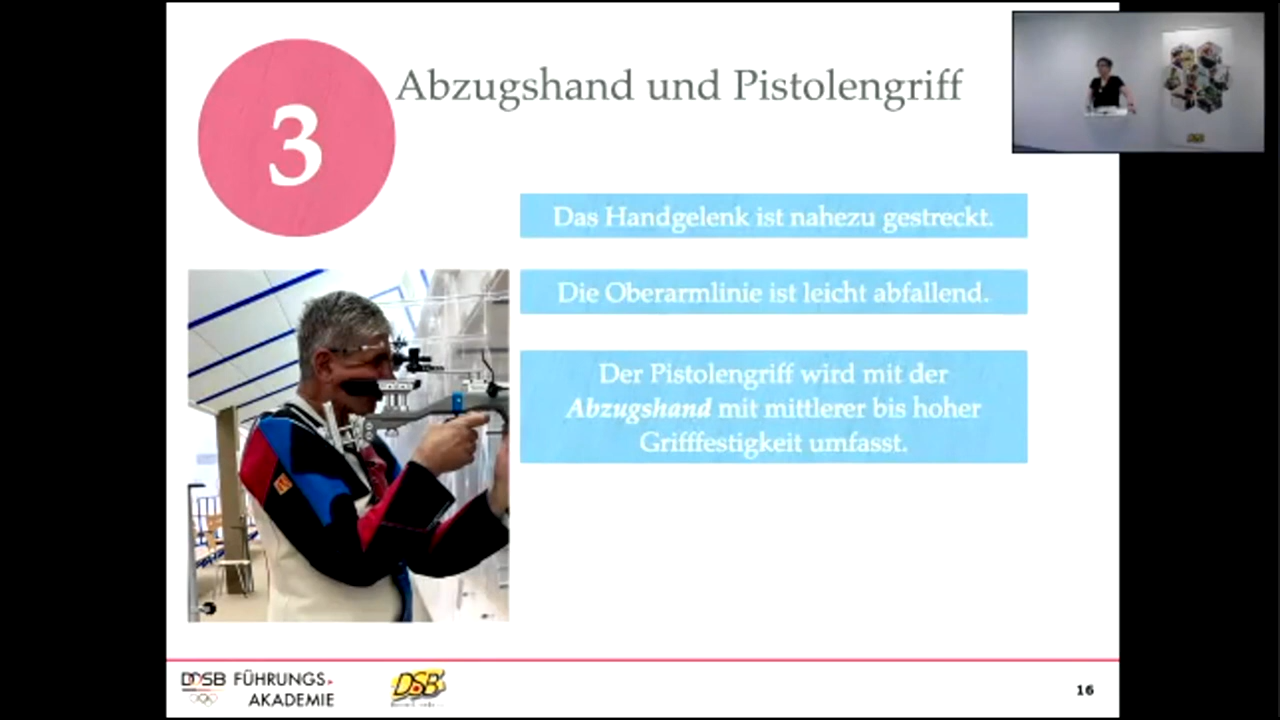 3
Abzugshand und Pistolengriff
Das Handgelenk ist nahezu gestreckt.
Die Oberarmlinie ist leicht abfallend.
Der Pistolengriff wird mit der
Abzugshand mit mittlerer bis hoher
Grifffestigkeit umfasst.
DOSB FÜHRUNGS-
AKADEMIE
DSB
16
DSB